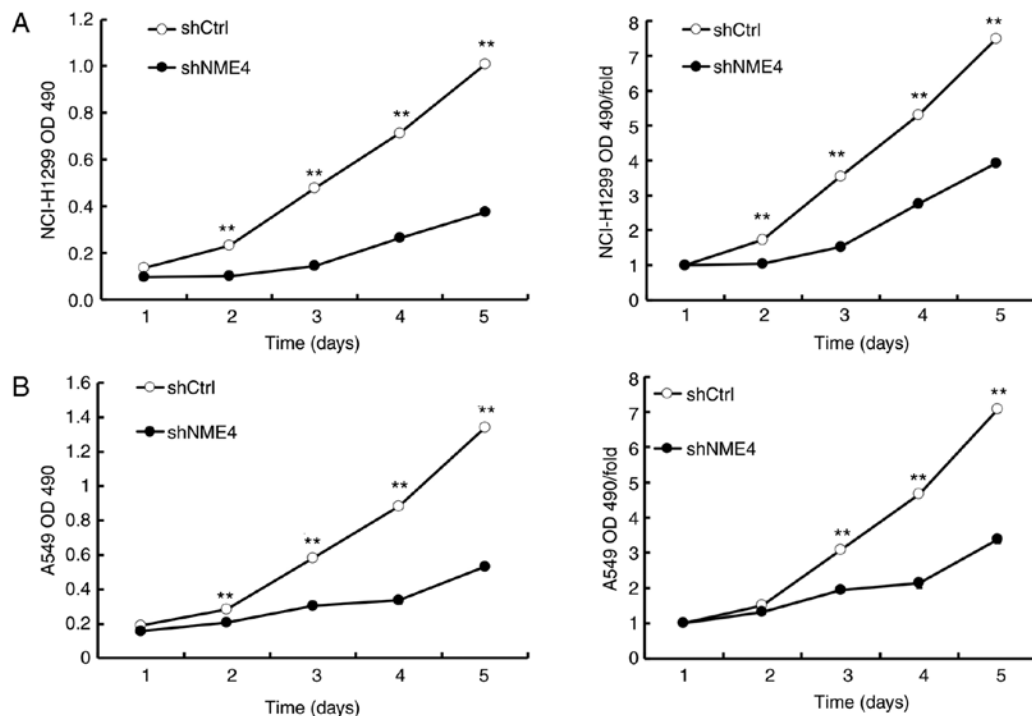 A
shCtrl
shNME4
NCI-H1299 OD 490
1.2
1.0
0.8
0.6
0.4
0.2
0.0
**
**
**
**
1 2 3 4 5
Time (days)
shCtrl
shNME4
NCI-H1299 OD 490/fold
8
7
6
5
4
3
2
1
0
**
**
**
**
1 2 3 4 5
Time (days)
B
shCtrl
shNME4
A549 OD 490
1.6
1.4
1.2
1
0.8
0.6
0.4
0.2
0
**
**
**
**
1 2 3 4 5
Time (days)
shCtrl
shNME4
A549 OD 490/fold
8
7
6
5
4
3
2
1
0
**
**
**
1 2 3 4 5
Time (days)